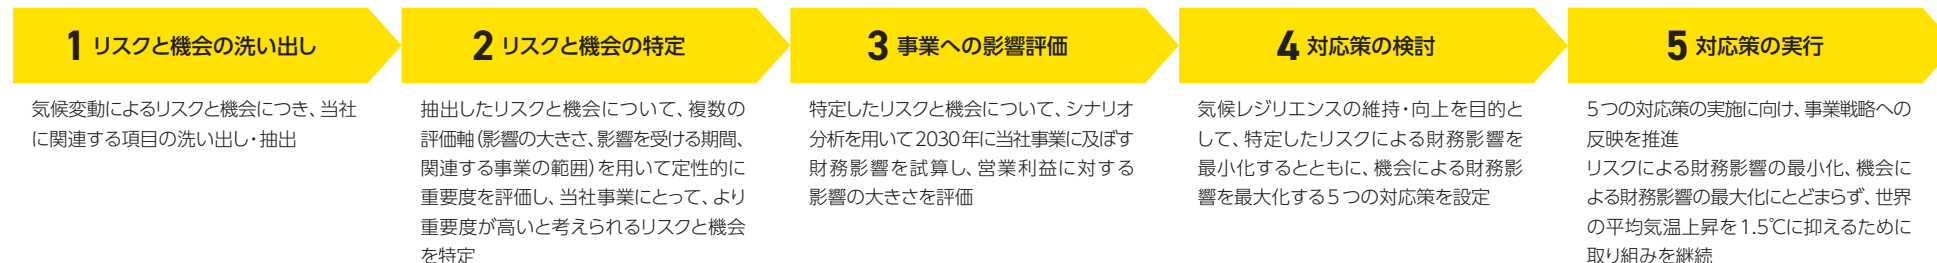 1 リスクと機会の洗い出し
気候変動によるリスクと機会につき、当社
に関連する項目の洗い出し・抽出
2 リスクと機会の特定
抽出したリスクと機会について、複数の
評価軸(影響の大きさ、影響を受ける期間、
関連する事業の範囲)を用いて定性的に
重要度を評価し、当社事業にとって、より
重要度が高いと考えられるリスクと機会
を特定
3 事業への影響評価
特定したリスクと機会について、シナリオ
分析を用いて2030年に当社事業に及ぼす
財務影響を試算し、営業利益に対する
影響の大きさを評価
4 対応策の検討
気候レジリエンスの維持・向上を目的と
して、特定したリスクによる財務影響を
最小化するとともに、機会による財務影
響を最大化する5つの対応策を設定
5 対応策の実行
5つの対応策の実施に向け、事業戦略への
反映を推進
リスクによる財務影響の最小化、機会に
よる財務影響の最大化にとどまらず、世界
の平均気温上昇を1.5℃に抑えるために
取り組みを継続